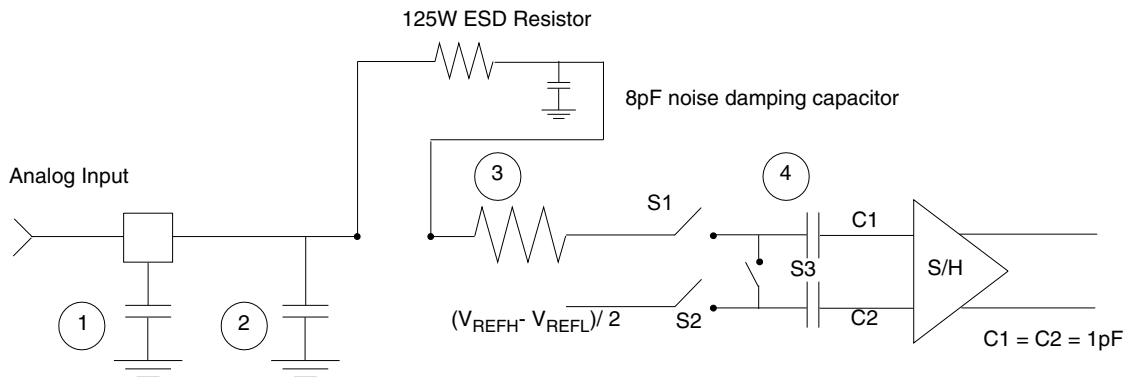 125W ESD Resistor
8pF noise damping capacitor
Analog Input
3
4
S1
C1
S/H
S3
1
2
(VREFH- VREFL)/ 2
S2
C2
C1 = C2 = 1pF